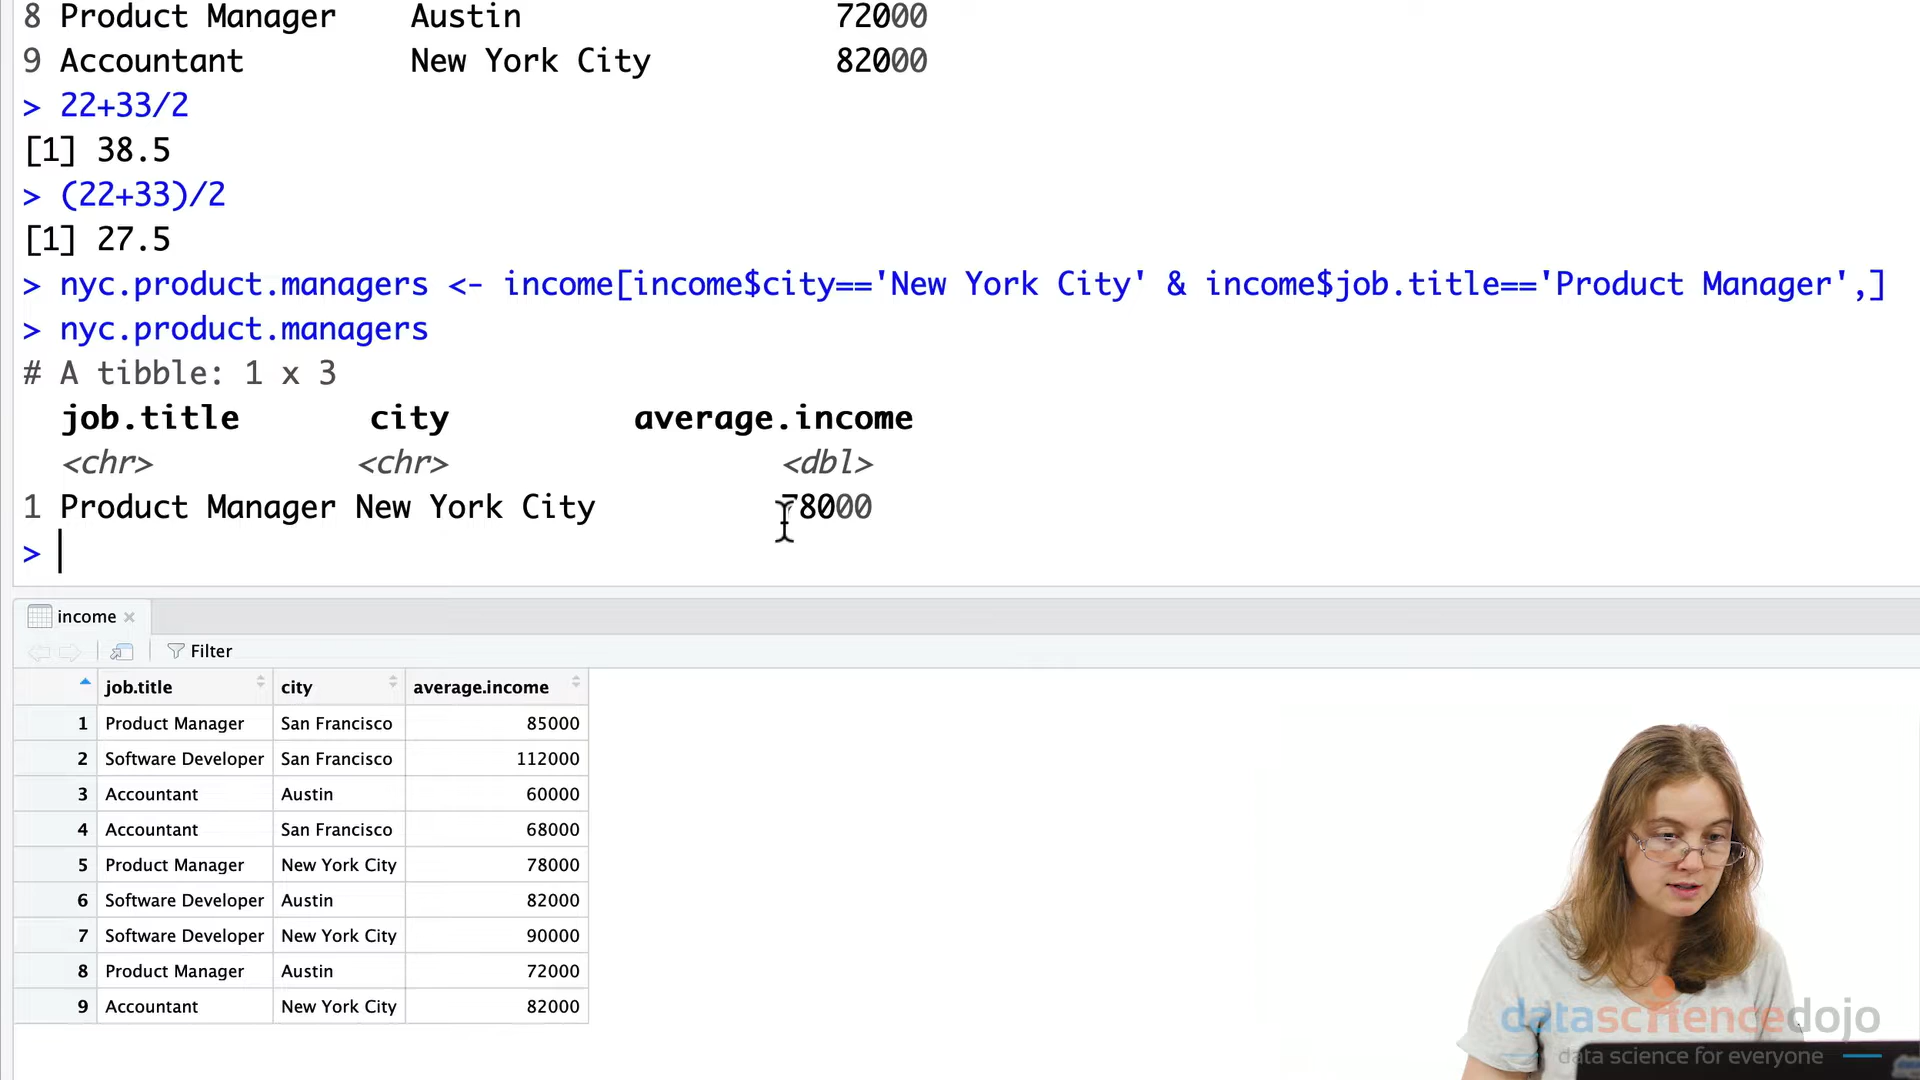 8 Product Manager Austin 72000
9 Accountant New York City 82000
> 22+33/2
[1] 38.5
> (22+33)/2
[1] 27.5
> nyc.product.managers <- income[income$city=='New York City' & income$job.title=='Product Manager',]
> nyc.product.managers
# A tibble: 1 x 3
job.title city average.income
<chr> <chr> <dbl>
1 Product Manager New York City 78000
>
income
Filter
job.title city average.income
1 Product Manager San Francisco 85000
2 Software Developer San Francisco 112000
3 Accountant Austin 60000
4 Accountant San Francisco 68000
5 Product Manager New York City 78000
6 Software Developer Austin 82000
7 Software Developer New York City 90000
8 Product Manager Austin 72000
9 Accountant New York City 82000
datasciencedojo
data science for everyone